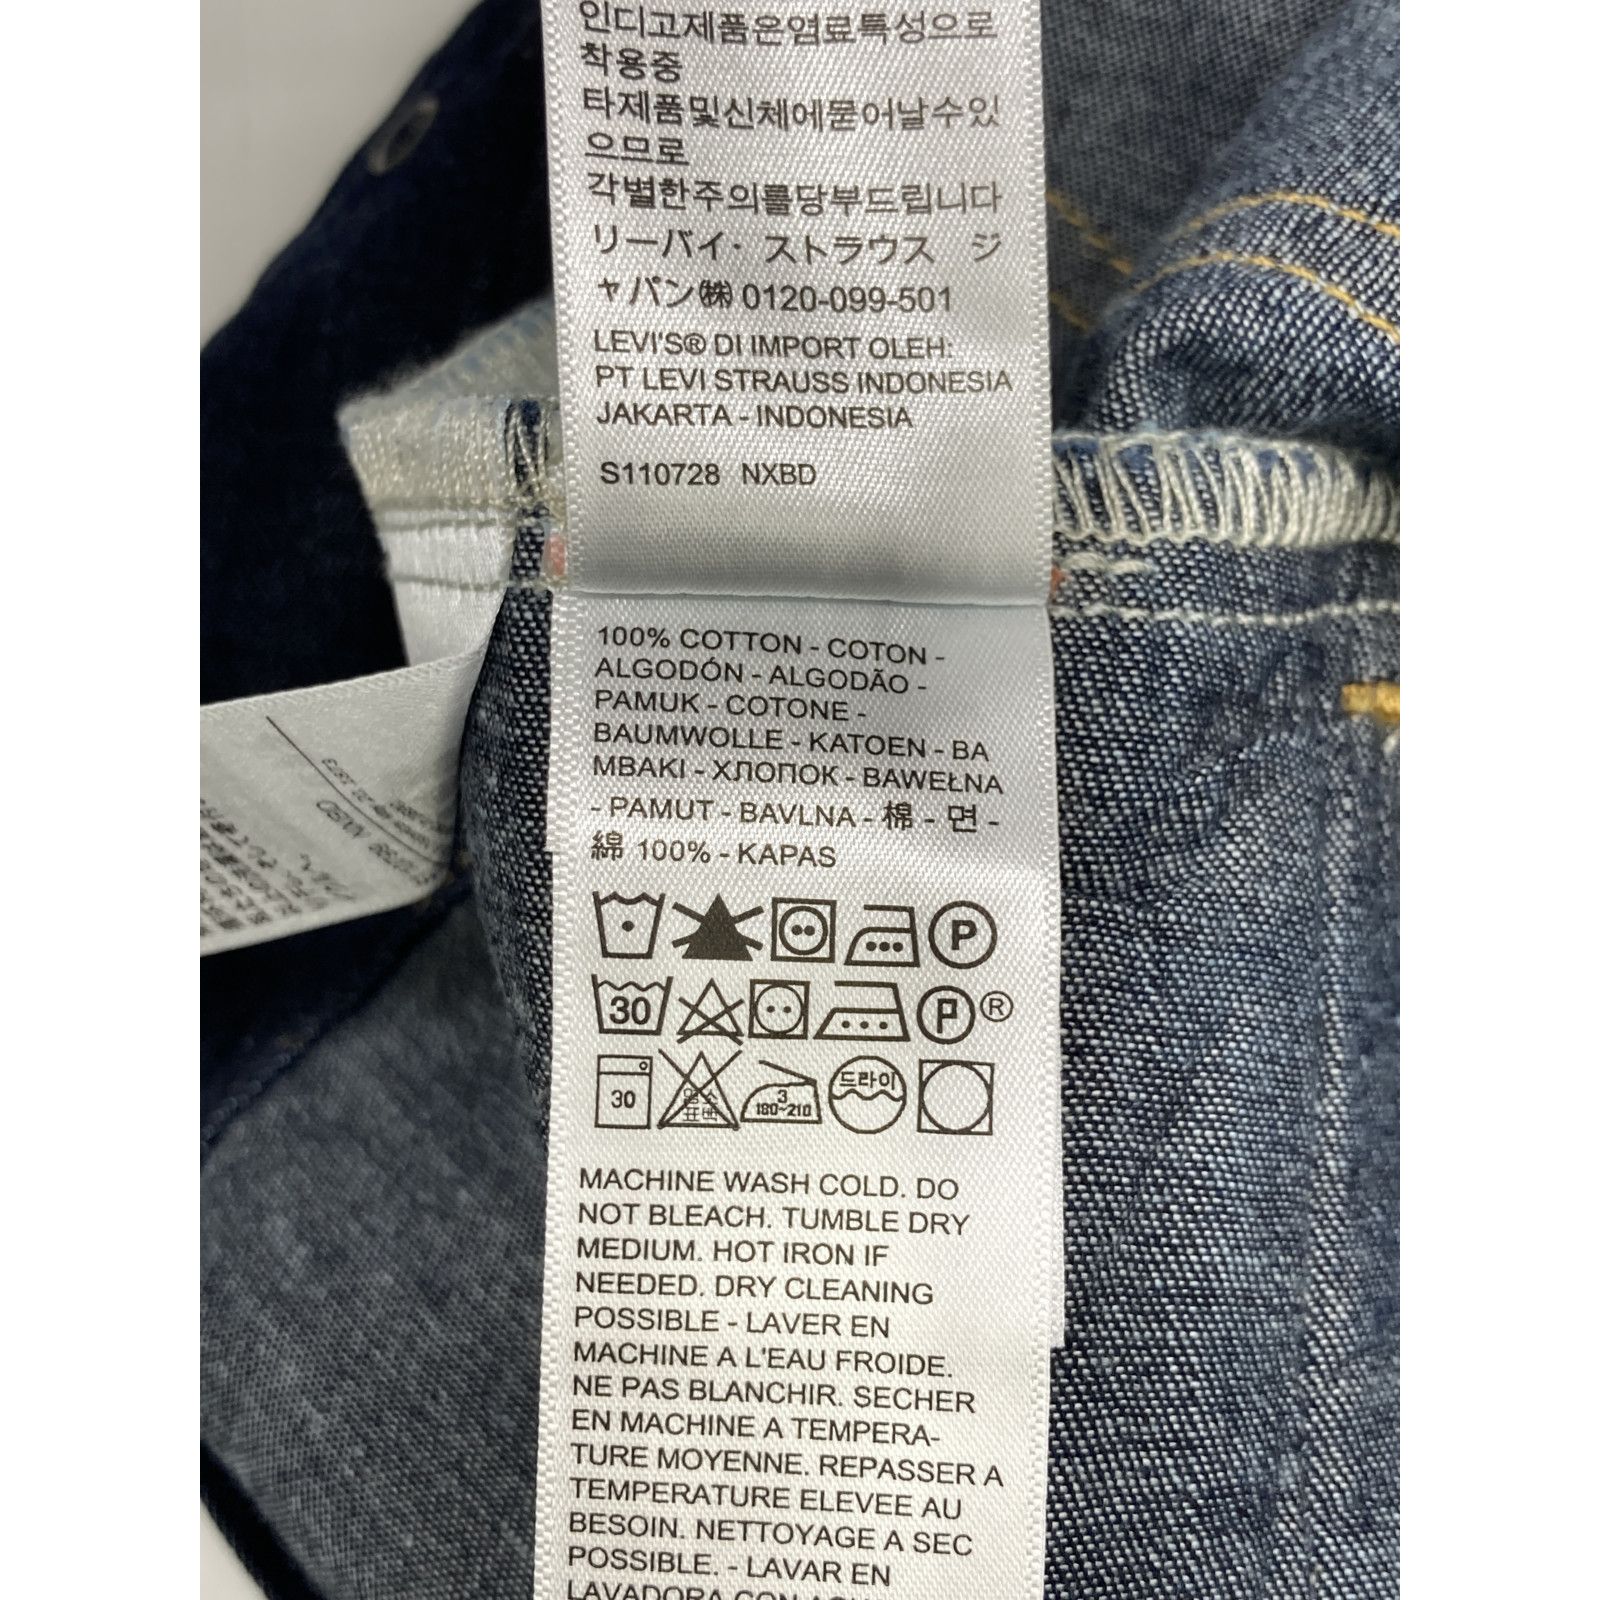 인디고제품은염료특성으로
착용중
타제품및신체에묻어날수있
으므로
각별한주의를당부드립니다
リーバイ・ストラウス ジ
ャパン㈱ 0120-099-501
LEVI'S® DI IMPORT OLEH:
PT LEVI STRAUSS INDONESIA
JAKARTA - INDONESIA
S110728 NXBD
100% COTTON - COTON -
ALGODÓN - ALGODÃO -
PAMUK - COTONE -
BAUMWOLLE - KATOEN - BA
MBAKI - ХЛОПОК - BAWEŁNA
- PAMUT - BAVLNA - 棉 - 면 -
綿 100% - KAPAS
P
30 P ®
30 3 180~210 드라이
MACHINE WASH COLD. DO
NOT BLEACH. TUMBLE DRY
MEDIUM. HOT IRON IF
NEEDED. DRY CLEANING
POSSIBLE - LAVER EN
MACHINE A L'EAU FROIDE.
NE PAS BLANCHIR. SECHER
EN MACHINE A TEMPERA-
TURE MOYENNE. REPASSER A
TEMPERATURE ELEVEE AU
BESOIN. NETTOYAGE A SEC
POSSIBLE. - LAVAR EN
LAVADORA CON